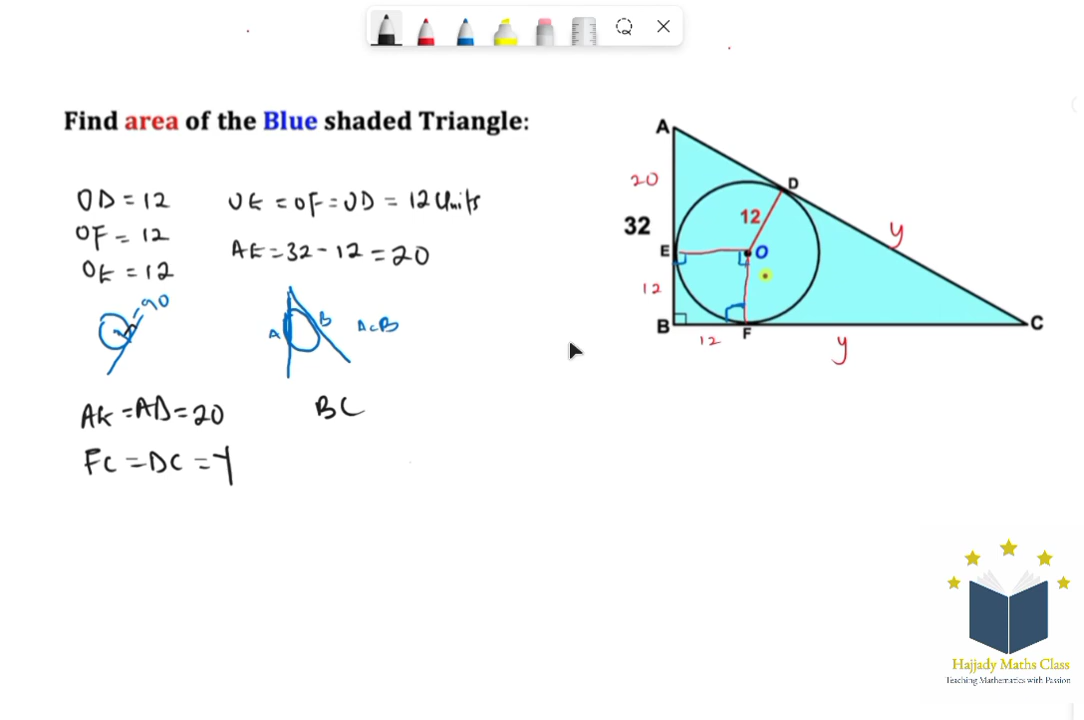 Find area of the Blue shaded Triangle:
OD = 12
OF = 12
OE = 12
OE = OF = OD = 12 Units
AE = 32 - 12 = 20
= 90
A
B
A=B
AE = AD = 20
FC = DC = Y
BC
A
20
D
12
y
32
E
O
12
B
F
C
12
y
Hajjady Maths Class
Teaching Mathematics with Passion